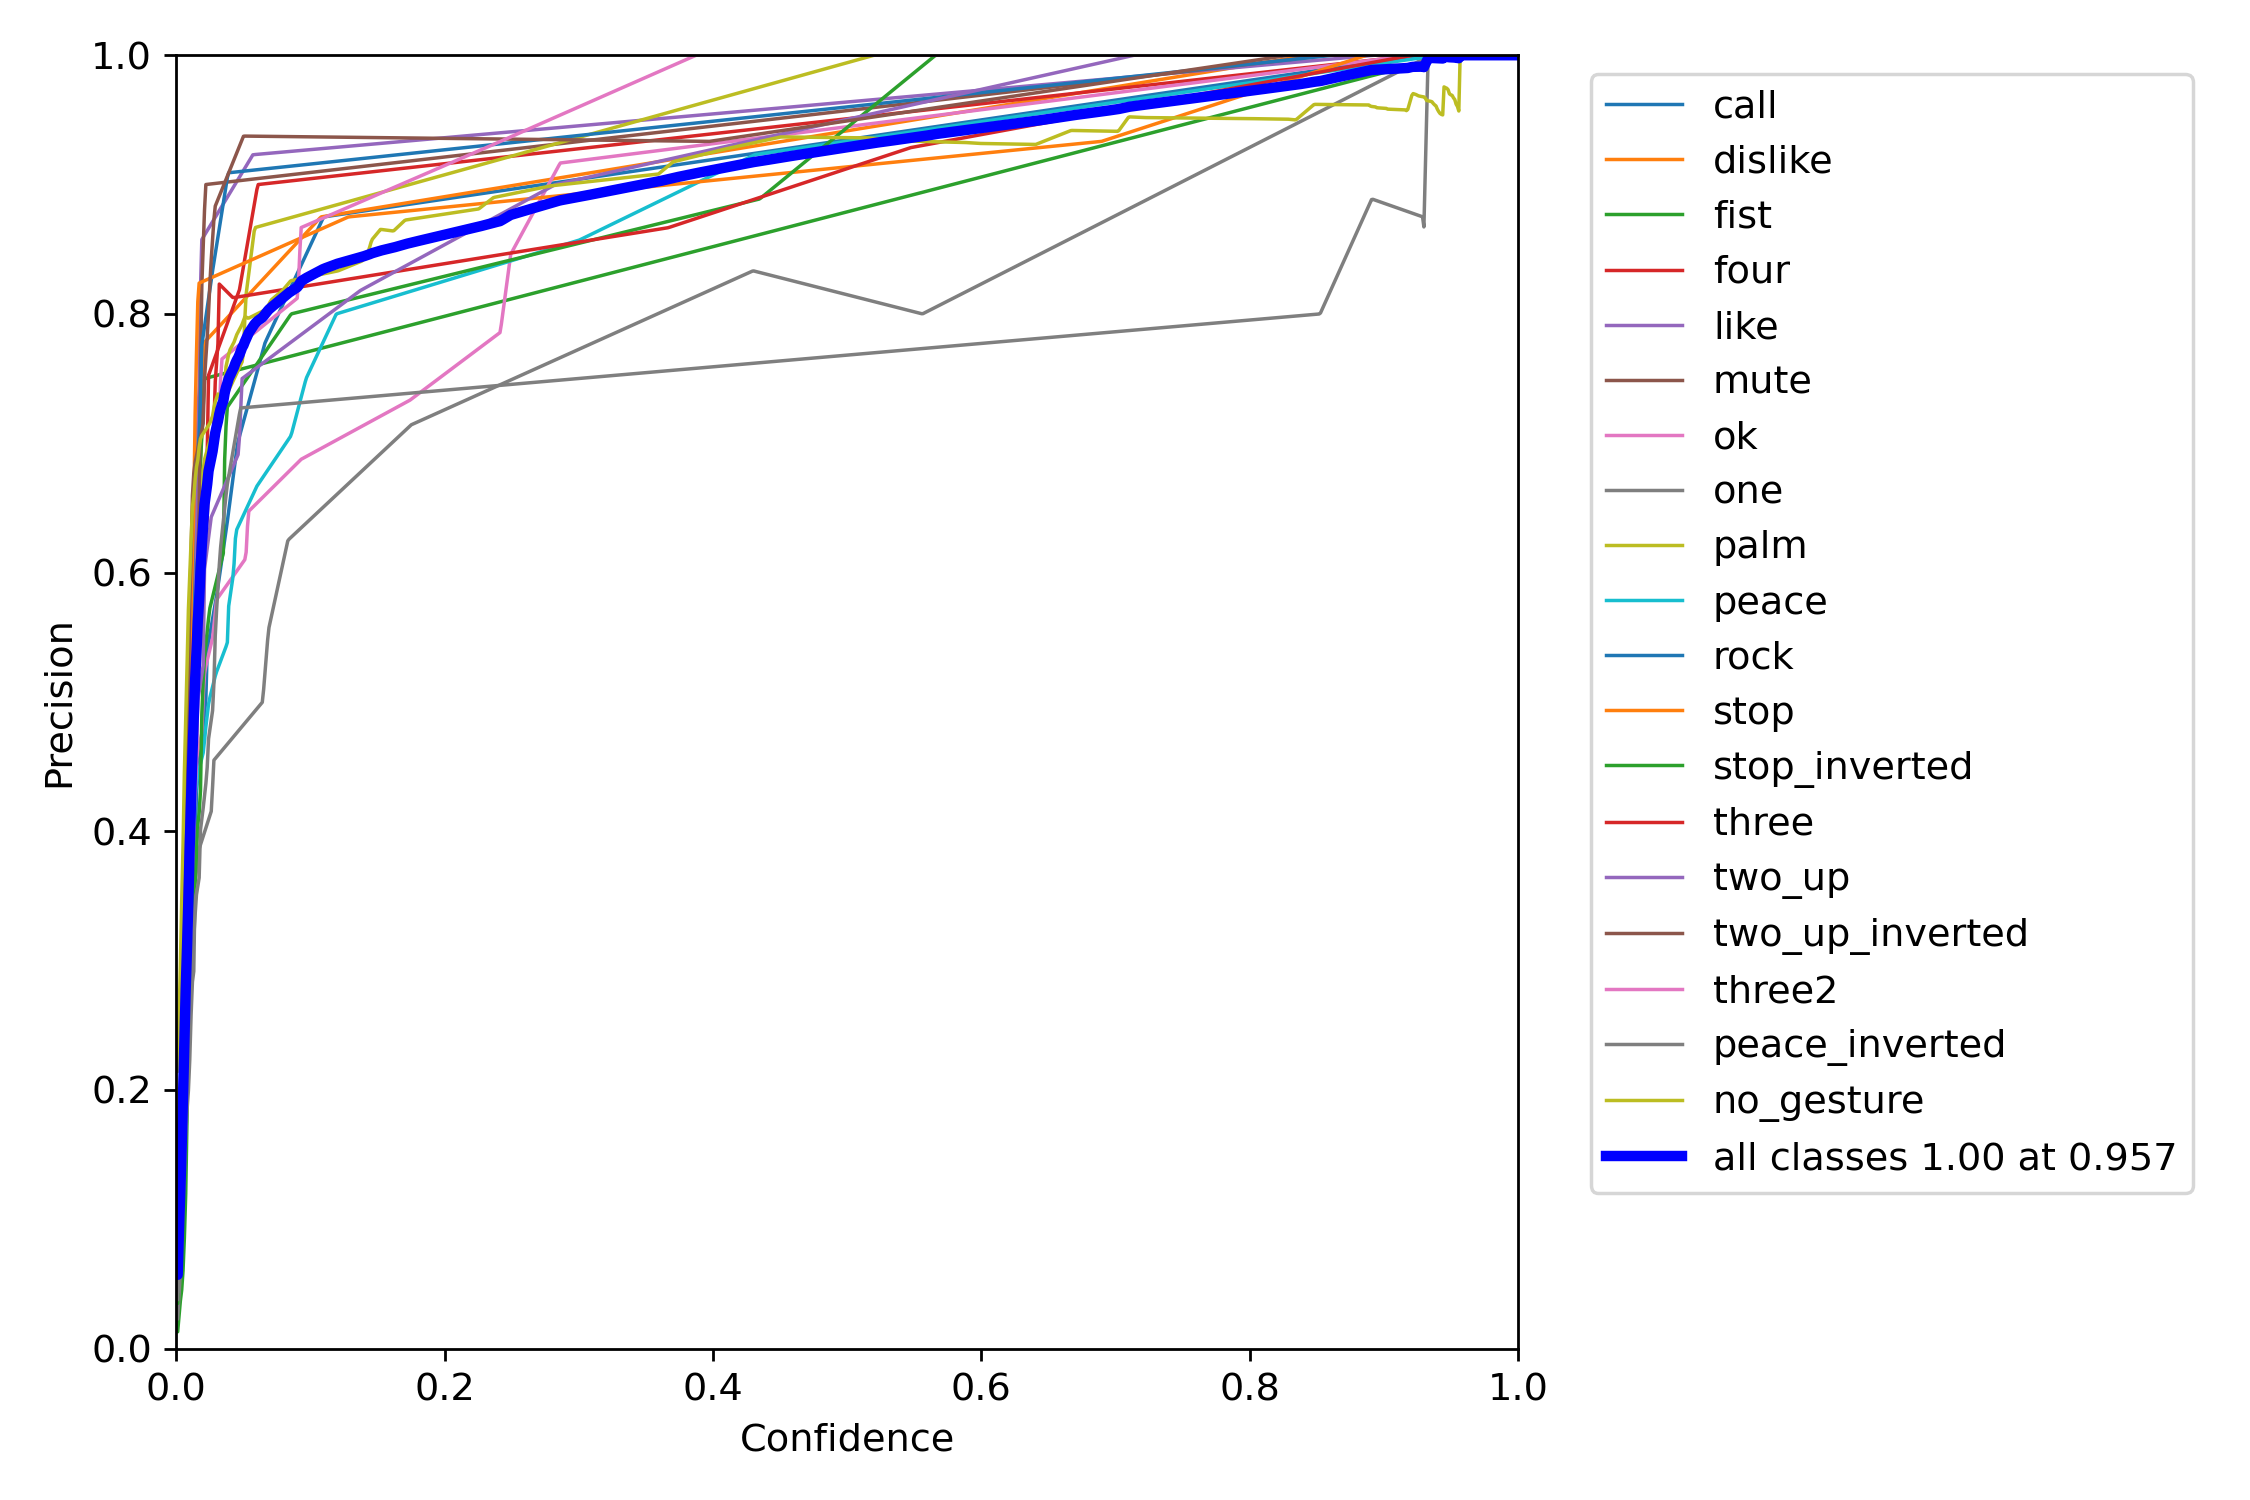 1.0
0.8
0.6
0.4
0.2
0.0
Precision
0.0 0.2 0.4 0.6 0.8 1.0
Confidence
call
dislike
fist
four
like
mute
ok
one
palm
peace
rock
stop
stop_inverted
three
two_up
two_up_inverted
three2
peace_inverted
no_gesture
all classes 1.00 at 0.957